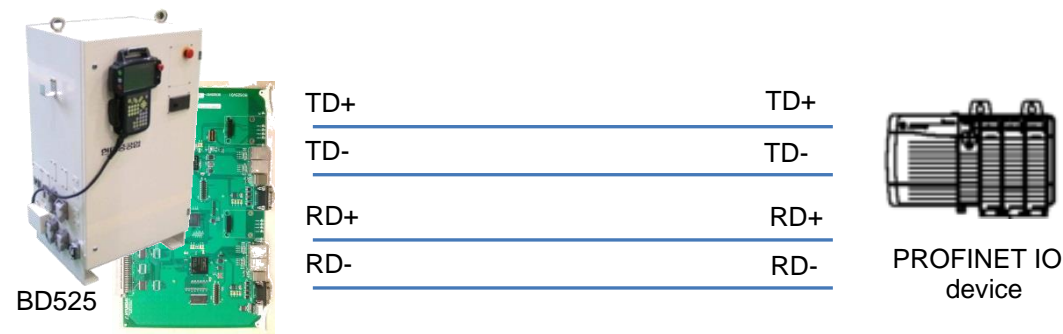 TD+ TD+
TD- TD-
RD+ RD+
RD- RD-
BD525
PROFINET IO
device